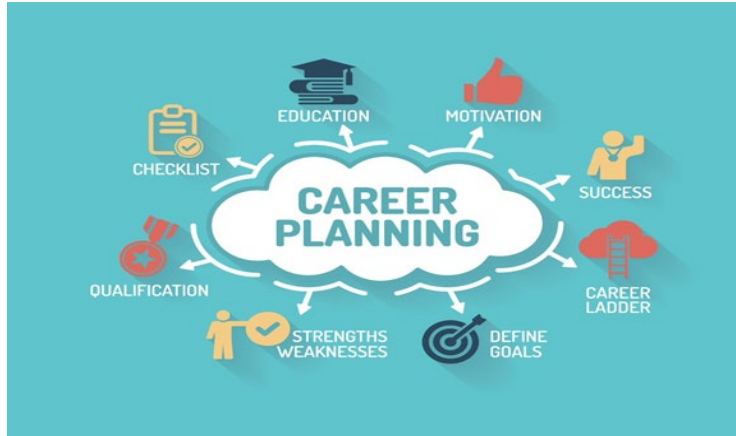 EDUCATION
MOTIVATION
CHECKLIST
SUCCESS
CAREER
PLANNING
QUALIFICATION
CAREER
LADDER
STRENGTHS
WEAKNESSES
DEFINE
GOALS